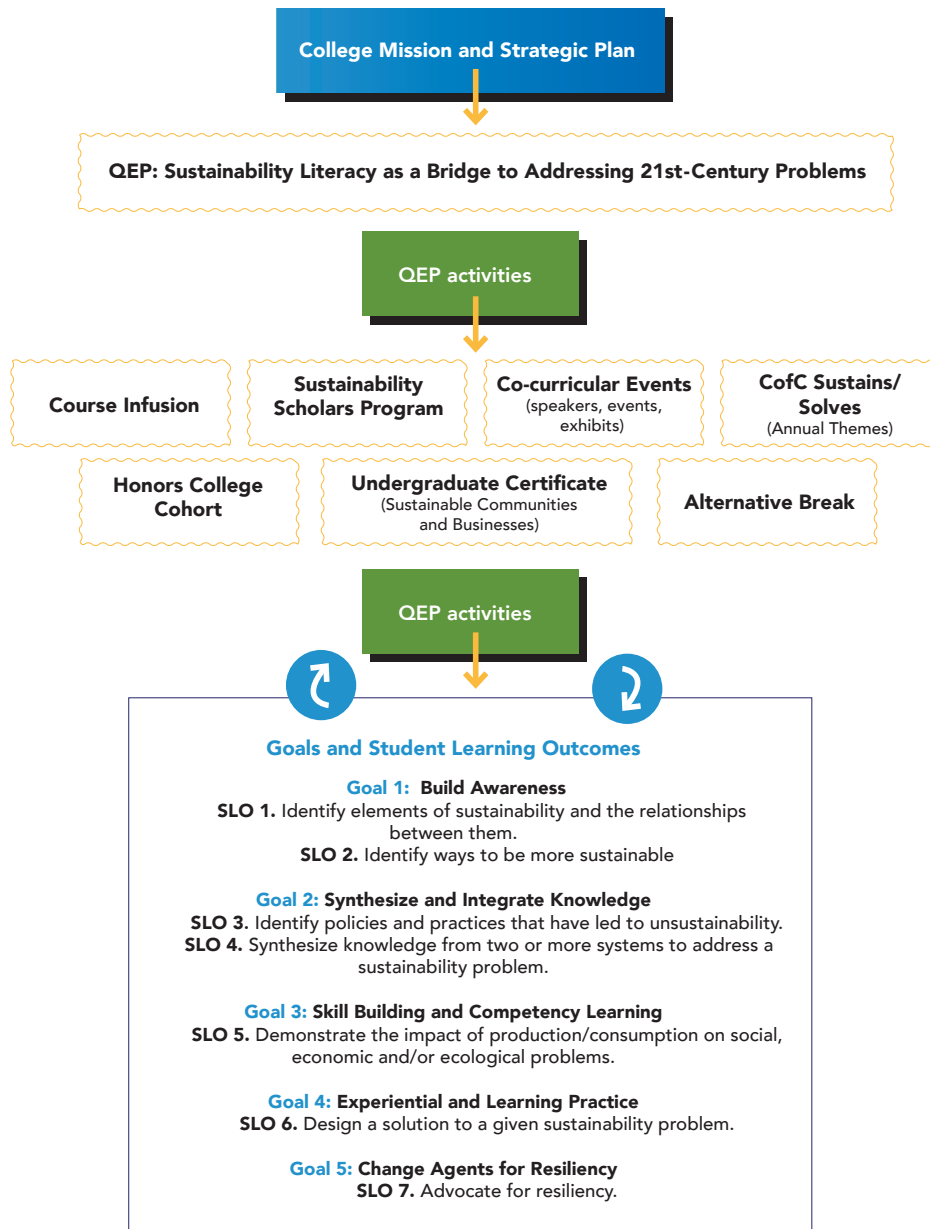 College Mission and Strategic Plan
QEP: Sustainability Literacy as a Bridge to Addressing 21st-Century Problems
QEP activities
Course Infusion
Sustainability
Scholars Program
Co-curricular Events
(speakers, events,
exhibits)
CofC Sustains/
Solves
(Annual Themes)
Honors College
Cohort
Undergraduate Certificate
(Sustainable Communities
and Businesses)
Alternative Break
QEP activities
Goals and Student Learning Outcomes
Goal 1: Build Awareness
SLO 1. Identify elements of sustainability and the relationships
between them.
SLO 2. Identify ways to be more sustainable
Goal 2: Synthesize and Integrate Knowledge
SLO 3. Identify policies and practices that have led to unsustainability.
SLO 4. Synthesize knowledge from two or more systems to address a
sustainability problem.
Goal 3: Skill Building and Competency Learning
SLO 5. Demonstrate the impact of production/consumption on social,
economic and/or ecological problems.
Goal 4: Experiential and Learning Practice
SLO 6. Design a solution to a given sustainability problem.
Goal 5: Change Agents for Resiliency
SLO 7. Advocate for resiliency.